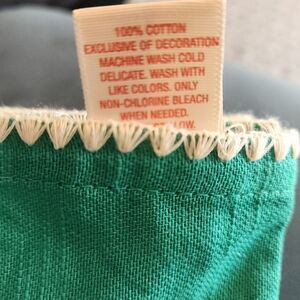 100% COTTON
EXCLUSIVE OF DECORATION
MACHINE WASH COLD
DELICATE. WASH WITH
LIKE COLORS. ONLY
NON-CHLORINE BLEACH
WHEN NEEDED.
LOW.